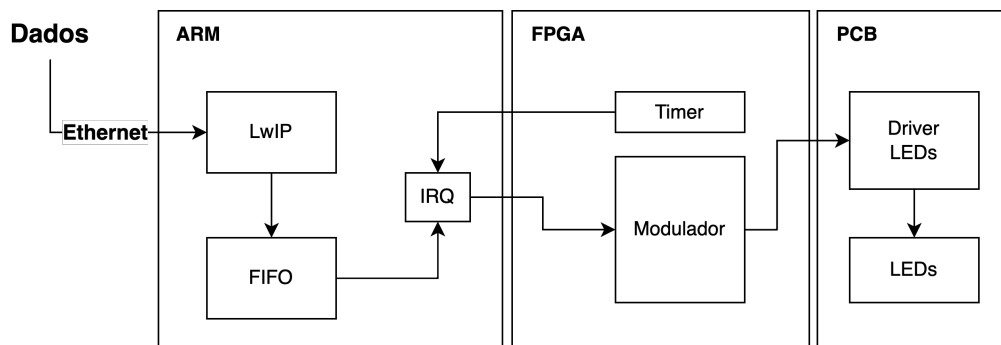 Dados
ARM
FPGA
PCB
Ethernet
LwIP
Timer
Driver
LEDs
IRQ
Modulador
FIFO
LEDs